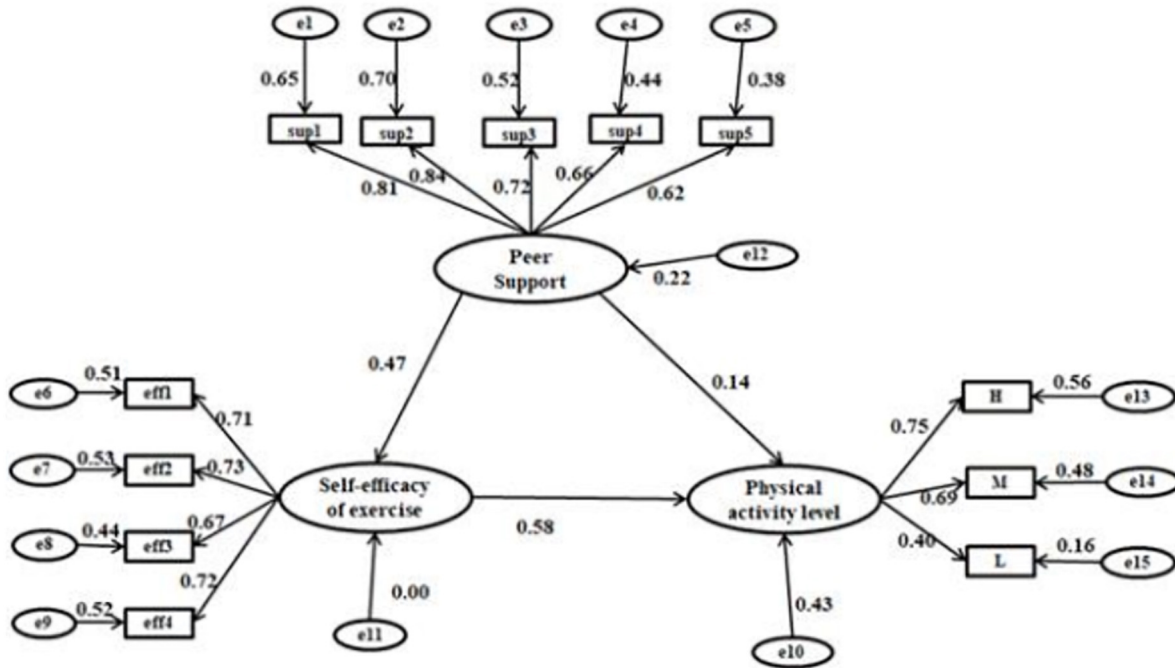 e1 e2 e3 e4 e5
0.65 0.70 0.52 0.44 0.38
sup1 sup2 sup3 sup4 sup5
0.81 0.84 0.72 0.66 0.62
Peer
Support
e12
0.22
0.47 0.14
e6 0.51 eff1
0.71
e7 0.53 eff2
0.73
e8 0.44 eff3
0.67
e9 0.52 eff4
0.72
Self-efficacy
of exercise
0.58
Physical
activity level
0.00
e11
0.43
e10
0.75
H 0.56 e13
0.69
M 0.48 e14
0.40
L 0.16 e15